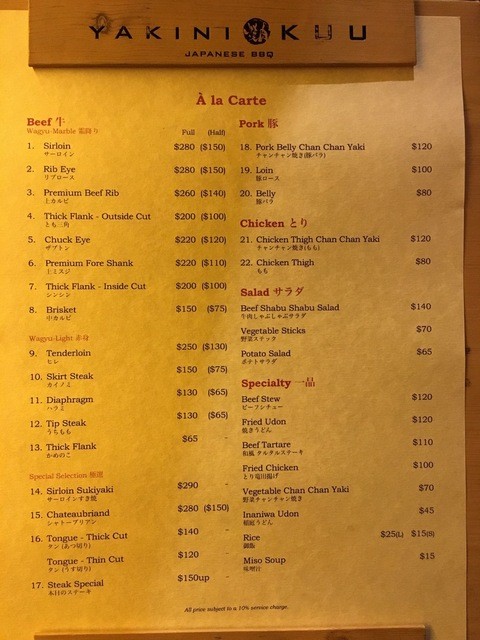 YAKINIKUU
JAPANESE BBQ
À la Carte
Beef 牛
Wagyu-Marble 霜降り
Full (Half)
1. Sirloin $280 ($150)
サーロイン
2. Rib Eye $280 ($150)
リブロース
3. Premium Beef Rib $260 ($140)
上カルビ
4. Thick Flank - Outside Cut $200 ($100)
とも三角
5. Chuck Eye $220 ($120)
ザブトン
6. Premium Fore Shank $220 ($110)
上ミスジ
7. Thick Flank - Inside Cut $200 ($100)
シンシン
8. Brisket $150 ($75)
小カルビ
Wagyu-Light 赤身
9. Tenderloin $250 ($130)
ヒレ
10. Skirt Steak $150 ($75)
カイノミ
11. Diaphragm $130 ($65)
ハラミ
12. Tip Steak $130 ($65)
うちもも
13. Thick Flank $65 -
かめのこ
Special Selection
14. Sirloin Sukiyaki $290 -
サーロインすき焼
15. Chateaubriand $280 ($150)
シャトーブリアン
16. Tongue - Thick Cut $140 -
タン (あつ切り)
Tongue - Thin Cut $120 -
タン (うす切り)
17. Steak Special $150up -
本日のステーキ
Pork 豚
18. Pork Belly Chan Chan Yaki $120
チャンチャン焼き(豚バラ)
19. Loin $100
豚ロース
20. Belly $80
豚バラ
Chicken とり
21. Chicken Thigh Chan Chan Yaki $120
チャンチャン焼き(もも)
22. Chicken Thigh $80
もも
Salad サラダ
Beef Shabu Shabu Salad $140
牛肉しゃぶしゃぶサラダ
Vegetable Sticks $70
野菜スティック
Potato Salad $65
ポテトサラダ
Specialty 一品
Beef Stew $120
ビーフシチュー
Fried Udon $120
焼きうどん
Beef Tartare $110
和風 タルタルステーキ
Fried Chicken $100
とり竜田揚げ
Vegetable Chan Chan Yaki $70
野菜チャンチャン焼き
Inaniwa Udon $45
稲庭うどん
Rice $25(L) $15(S)
御飯
Miso Soup $15
味噌汁
All price subject to a 10% service charge.